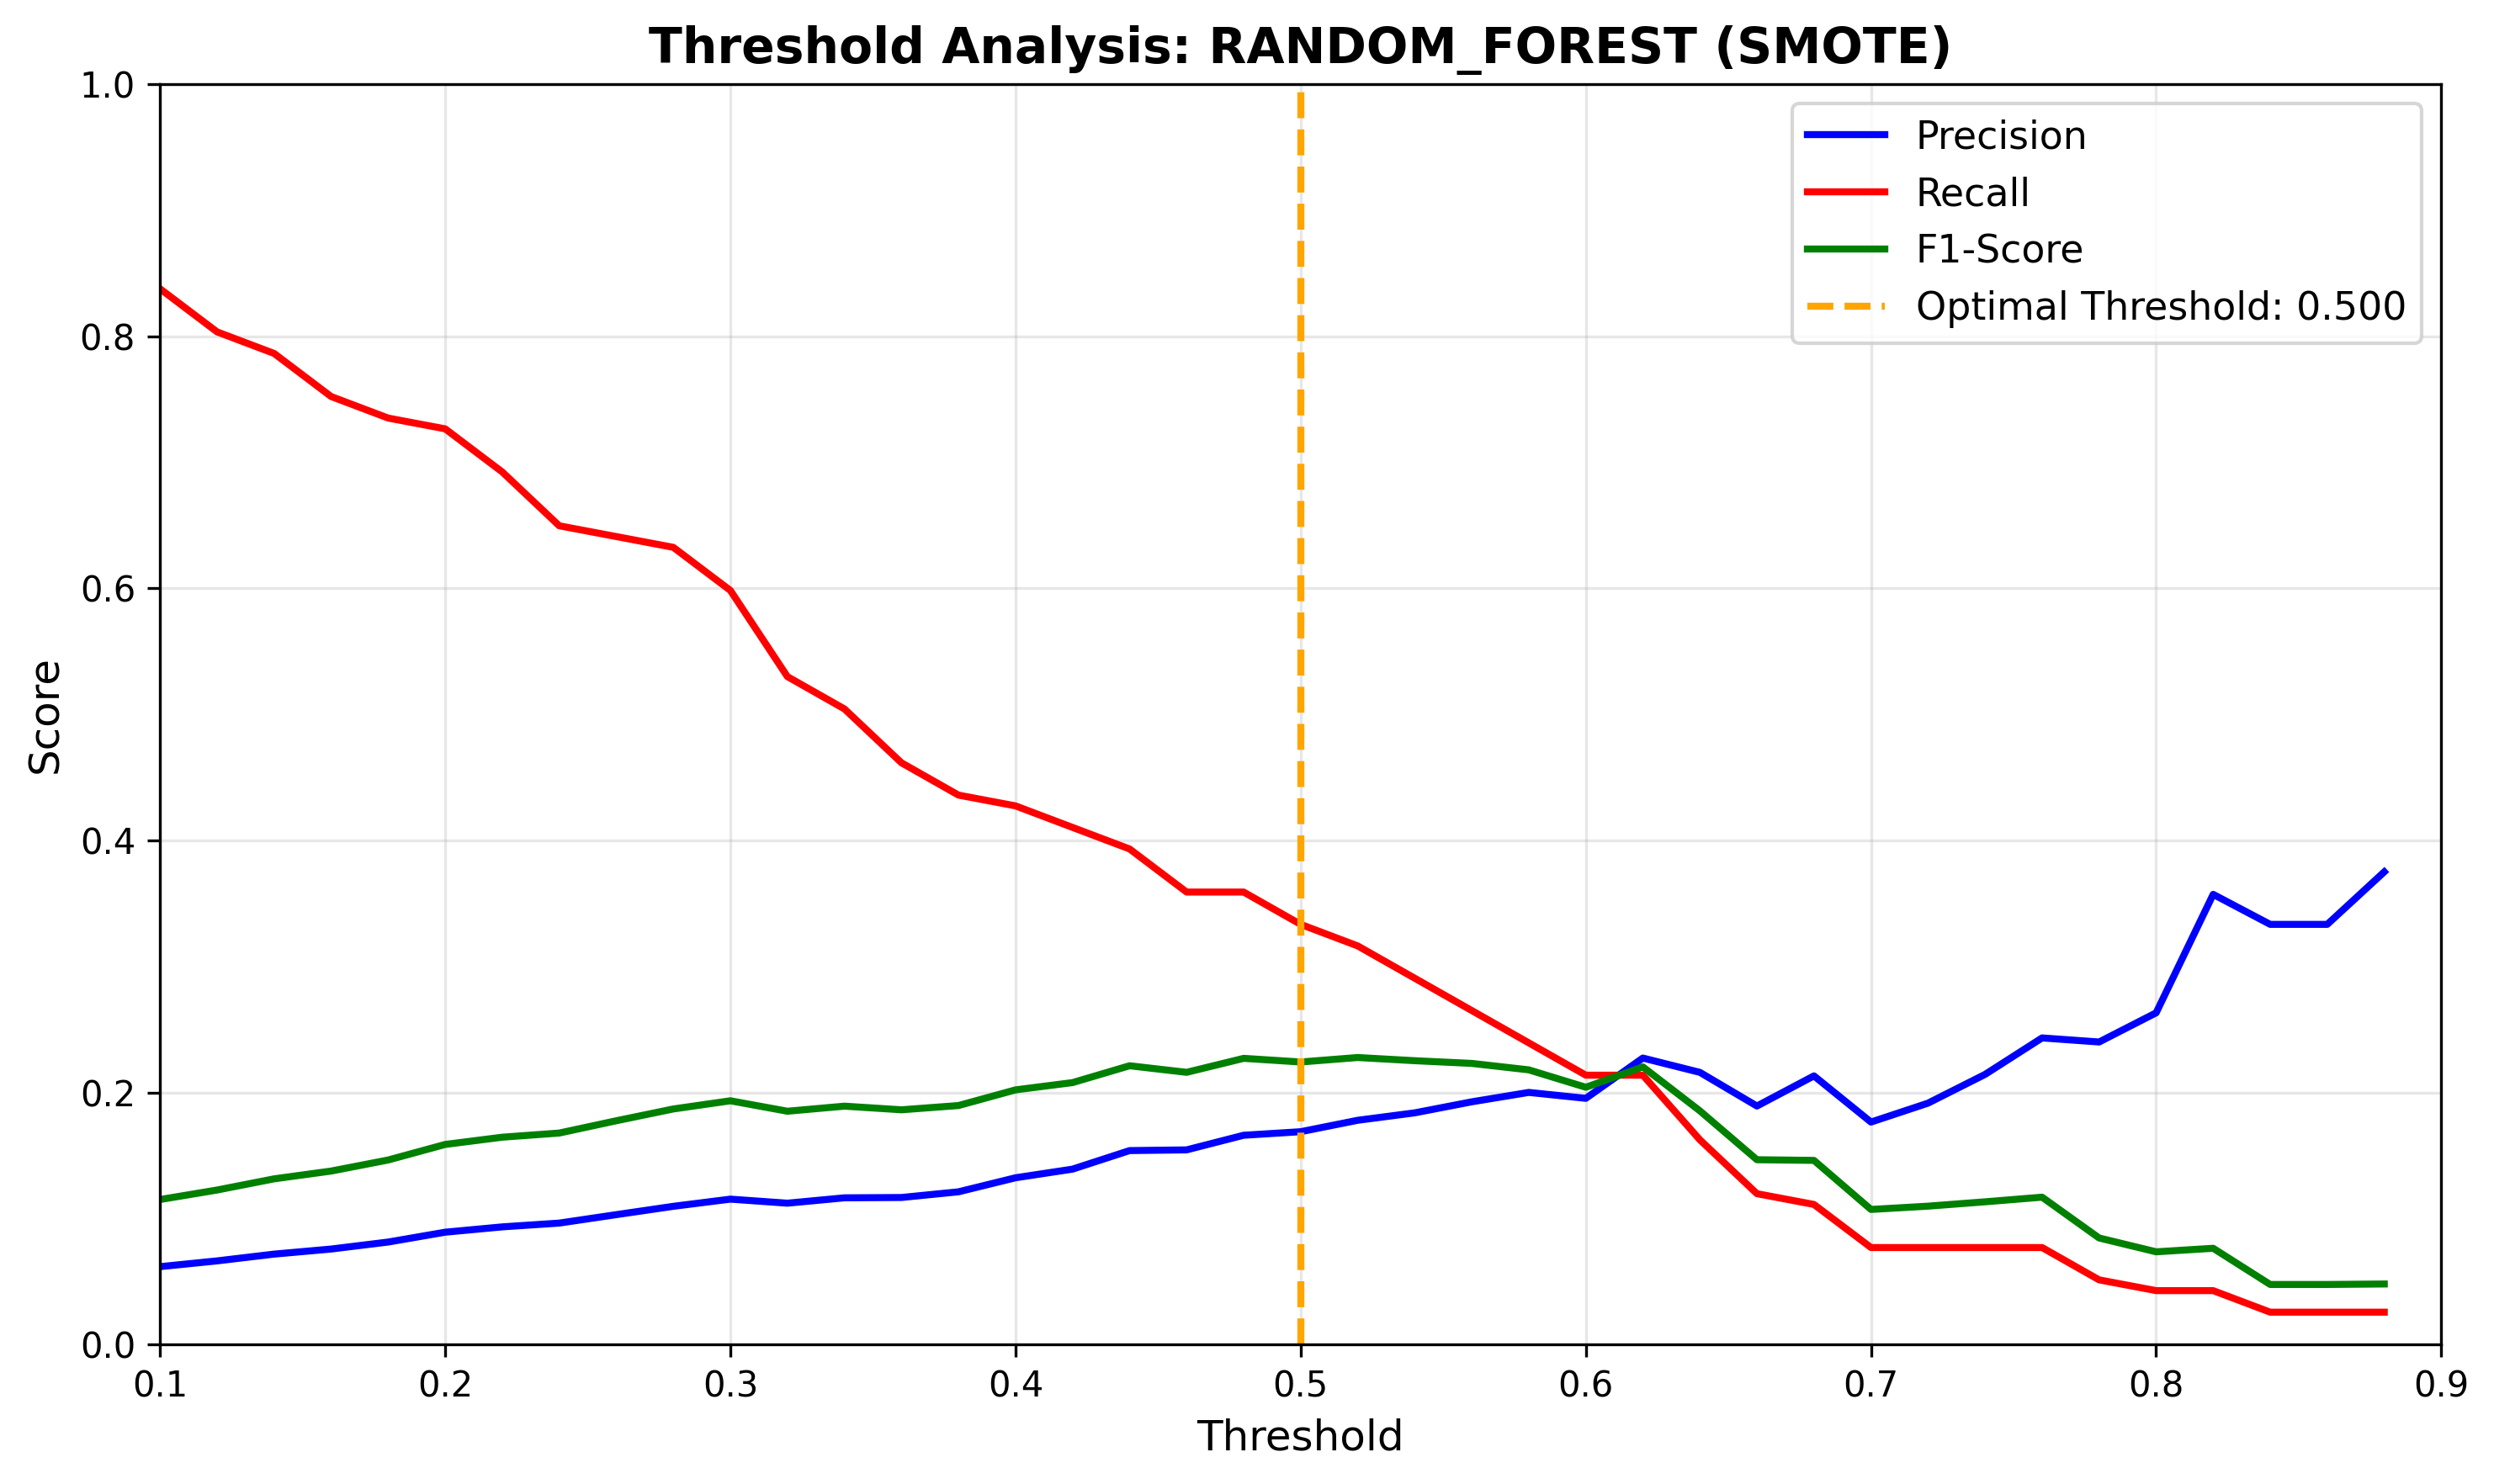 Threshold Analysis: RANDOM_FOREST (SMOTE)
1.0
0.8
0.6
0.4
0.2
0.0
Score
Precision
Recall
F1-Score
Optimal Threshold: 0.500
0.1 0.2 0.3 0.4 0.5 0.6 0.7 0.8 0.9
Threshold